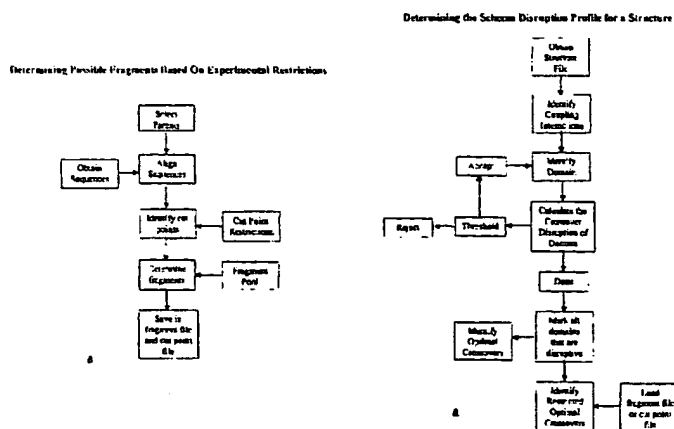 Determining Possible Fragments Based On Experimental Restrictions
Select
Parents
Obtain
Sequences
Align
Sequences
Identify cut
points
Cut Point
Restrictions
Determine
fragments
Fragment
Pool
Save in
fragment file
and cut point
file
Determining the Schema Disruption Profile for a Structure
Obtain
Structure
File
Identify
Coupling
Interactions
Accept
Identify
Domain
Reject
Threshold
Calculate the
Crossover
Disruption of
Domain
Done
Identify
Optimal
Crossovers
Mark all
domains
that are
disruptive
Identify
Restricted
Optimal
Crossovers
Load
fragment file
or cut point
file